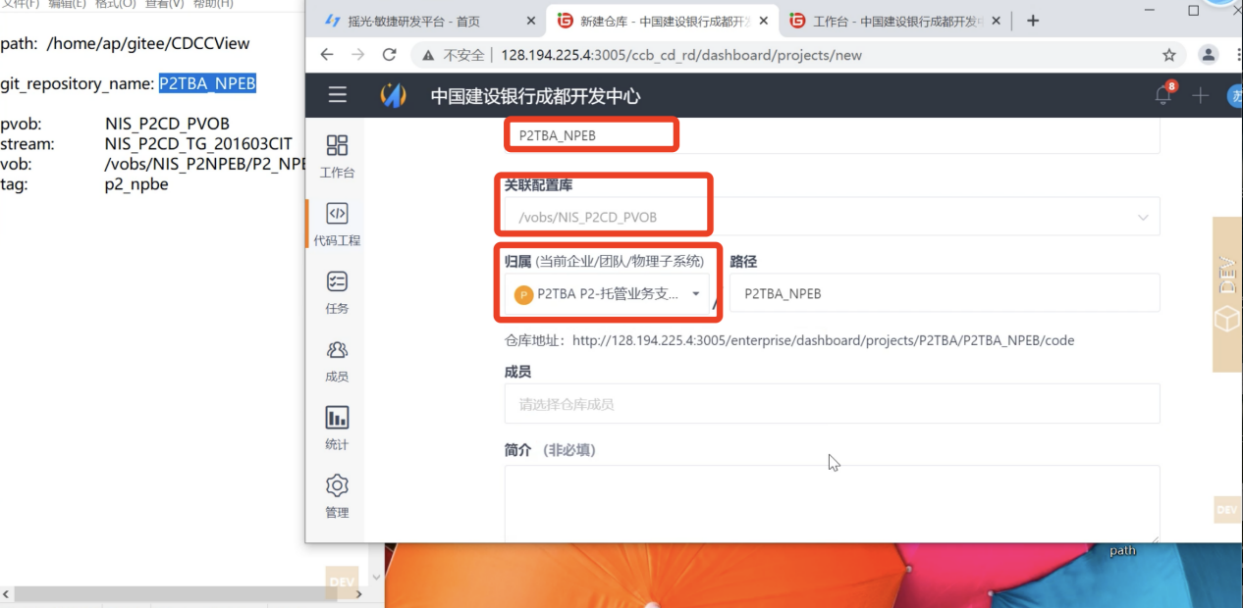 文件(F) 编辑(E) 格式(O) 查看(V) 帮助(H)
path: /home/ap/gitee/CDCCView
git_repository_name: P2TBA_NPEB
pvob: NIS_P2CD_PVOB
stream: NIS_P2CD_TG_201603CIT
vob: /vobs/NIS_P2NPEB/P2_NPE
tag: p2_npbe
摇光·敏捷研发平台 - 首页
新建仓库 - 中国建设银行成都开发
工作台 - 中国建设银行成都开发中
不安全 128.194.225.4:3005/ccb_cd_rd/dashboard/projects/new
中国建设银行成都开发中心
8
苏
工作台
代码工程
任务
成员
统计
管理
P2TBA_NPEB
关联配置库
/vobs/NIS_P2CD_PVOB
归属 (当前企业/团队/物理子系统) 路径
P P2TBA P2-托管业务支... / P2TBA_NPEB
仓库地址: http://128.194.225.4:3005/enterprise/dashboard/projects/P2TBA/P2TBA_NPEB/code
成员
请选择仓库成员
简介 (非必填)
DEV
DEV
DEV
path